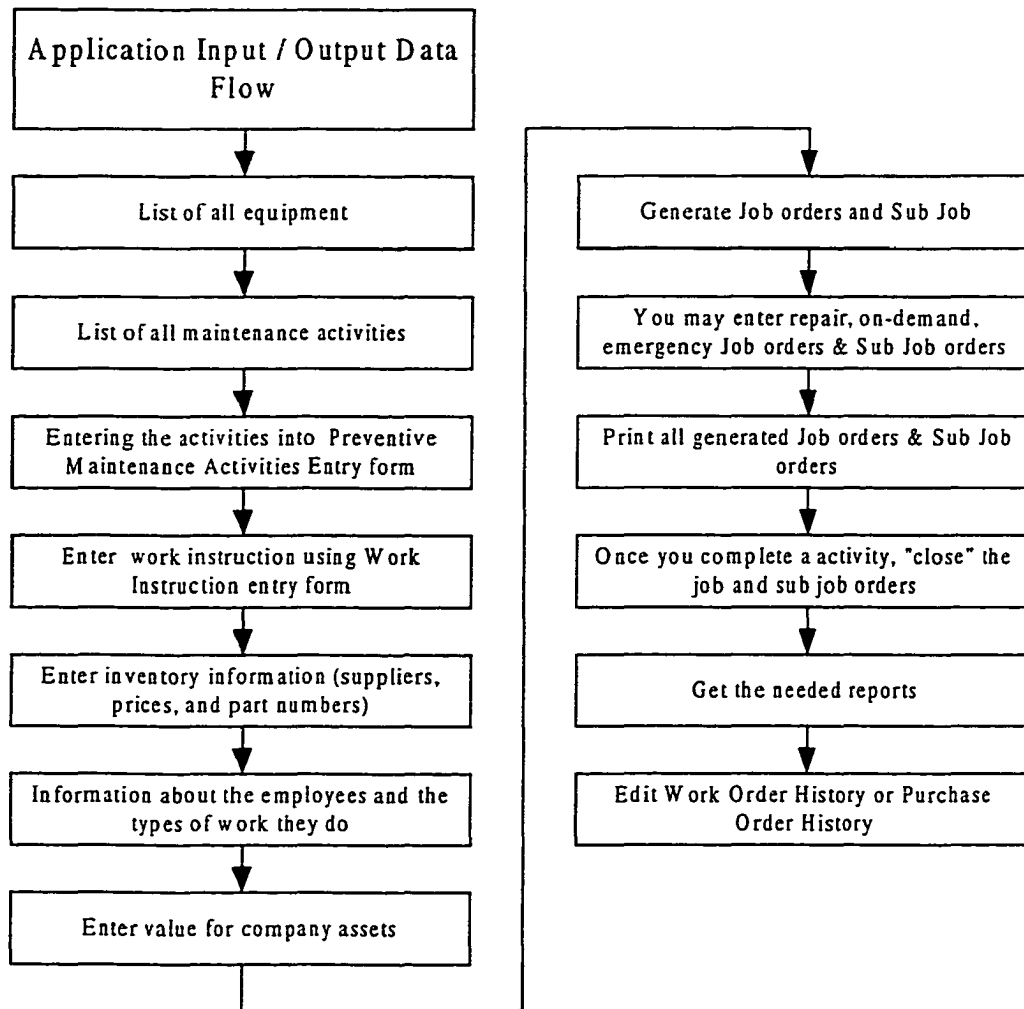 Application Input / Output Data
Flow
List of all equipment
List of all maintenance activities
Entering the activities into Preventive
Maintenance Activities Entry form
Enter work instruction using Work
Instruction entry form
Enter inventory information (suppliers,
prices, and part numbers)
Information about the employees and the
types of work they do
Enter value for company assets
Generate Job orders and Sub Job
You may enter repair, on-demand,
emergency Job orders & Sub Job orders
Print all generated Job orders & Sub Job
orders
Once you complete a activity, "close" the
job and sub job orders
Get the needed reports
Edit Work Order History or Purchase
Order History